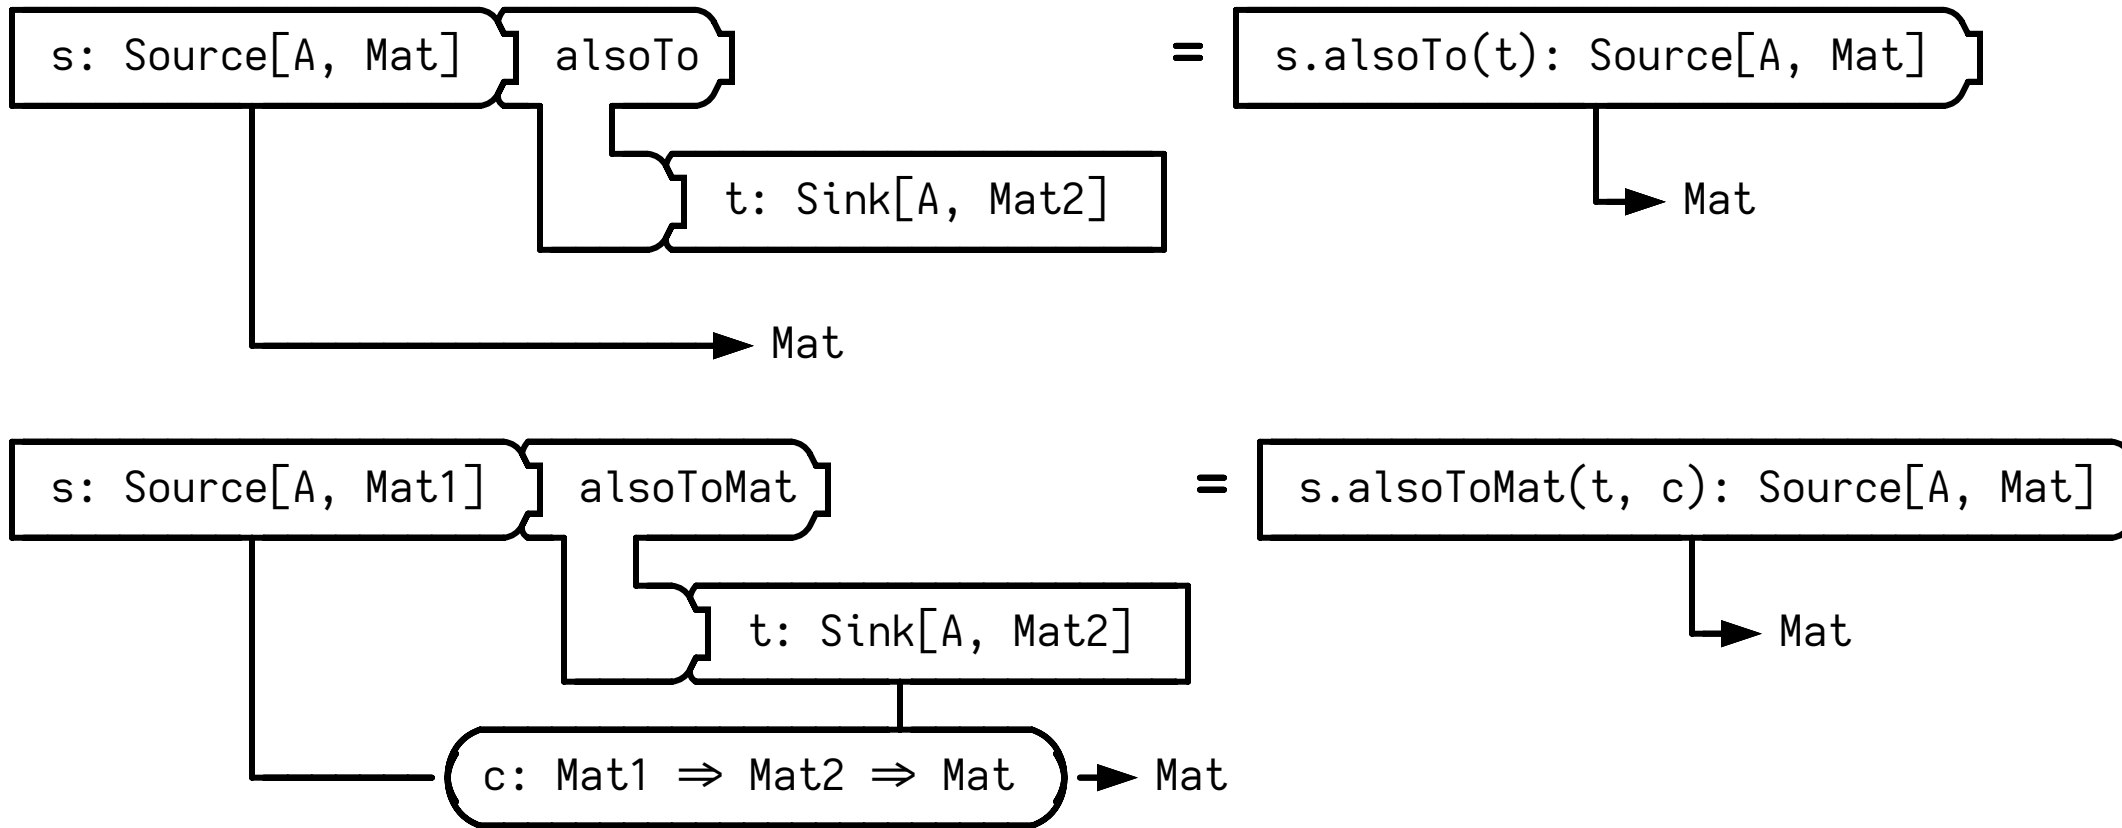 s: Source[A, Mat] alsoTo = s.alsoTo(t): Source[A, Mat]
t: Sink[A, Mat2] Mat
Mat
s: Source[A, Mat1] alsoToMat = s.alsoToMat(t, c): Source[A, Mat]
t: Sink[A, Mat2] Mat
c: Mat1 ⇒ Mat2 ⇒ Mat Mat